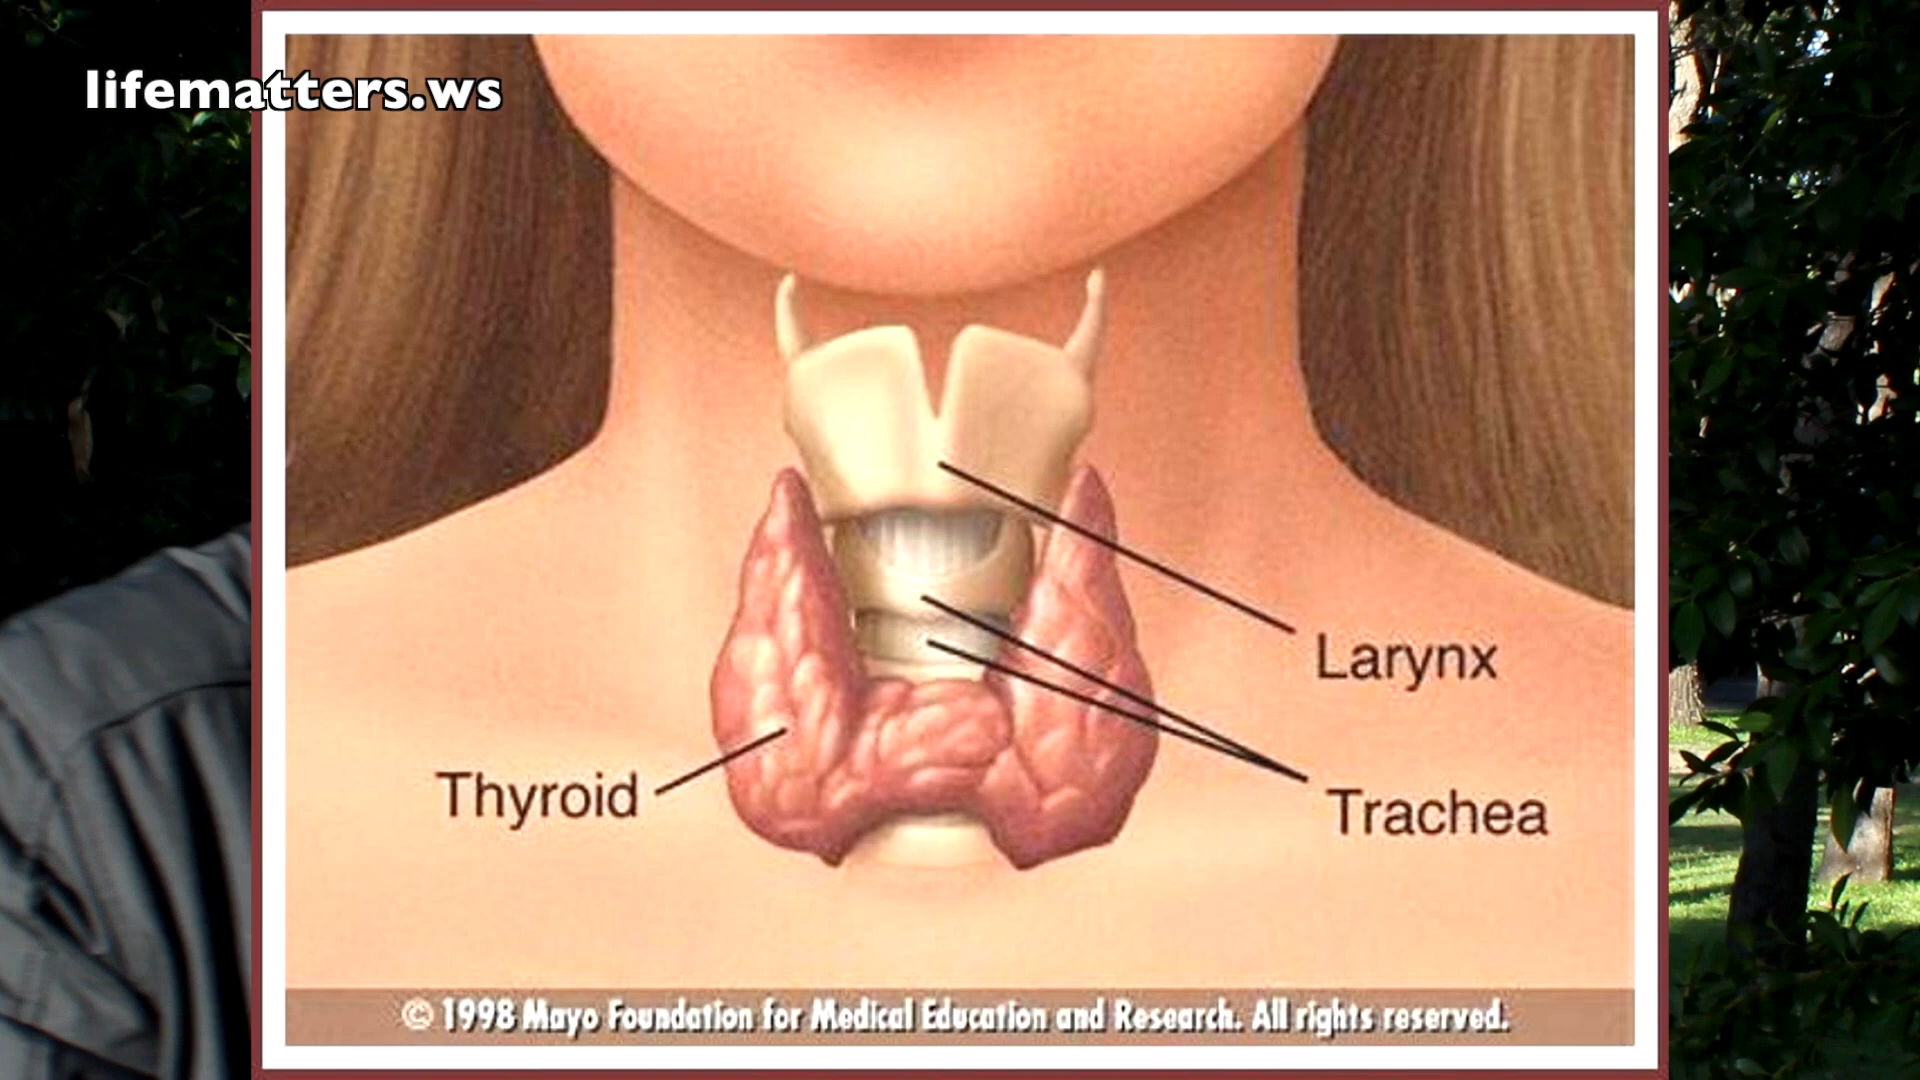 lifematters.ws
Larynx
Thyroid
Trachea
© 1998 Mayo Foundation for Medical Education and Research. All rights reserved.